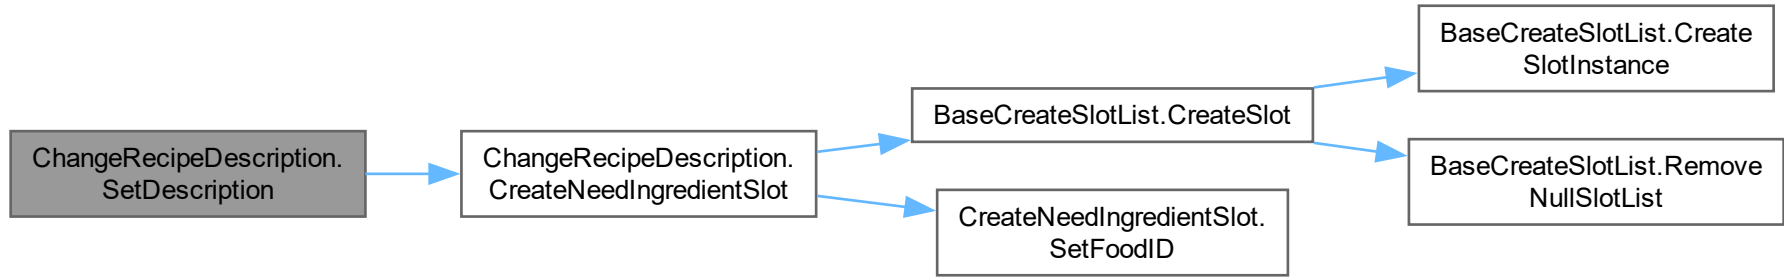 ChangeRecipeDescription.
SetDescription
ChangeRecipeDescription.
CreateNeedIngredientSlot
BaseCreateSlotList.CreateSlot
BaseCreateSlotList.Create
SlotInstance
BaseCreateSlotList.Remove
NullSlotList
CreateNeedIngredientSlot.
SetFoodID